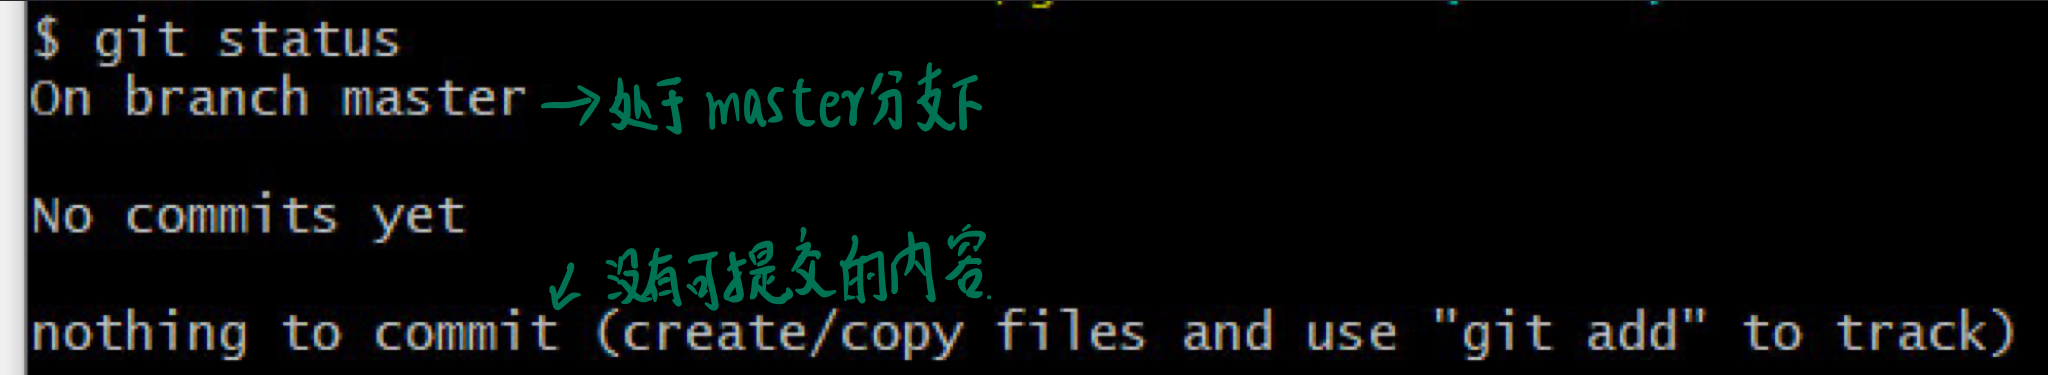 $ git status
On branch master →处于master分支下
No commits yet
↙ 没有可提交的内容.
nothing to commit (create/copy files and use "git add" to track)